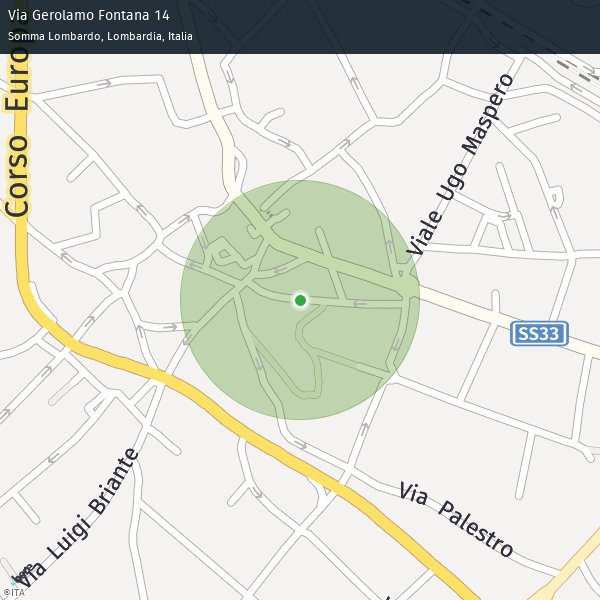 Via Gerolamo Fontana 14
Somma Lombardo, Lombardia, Italia
Corso Europa
Viale Ugo Maspero
SS33
Via Palestro
Via Luigi Briante
©ITA